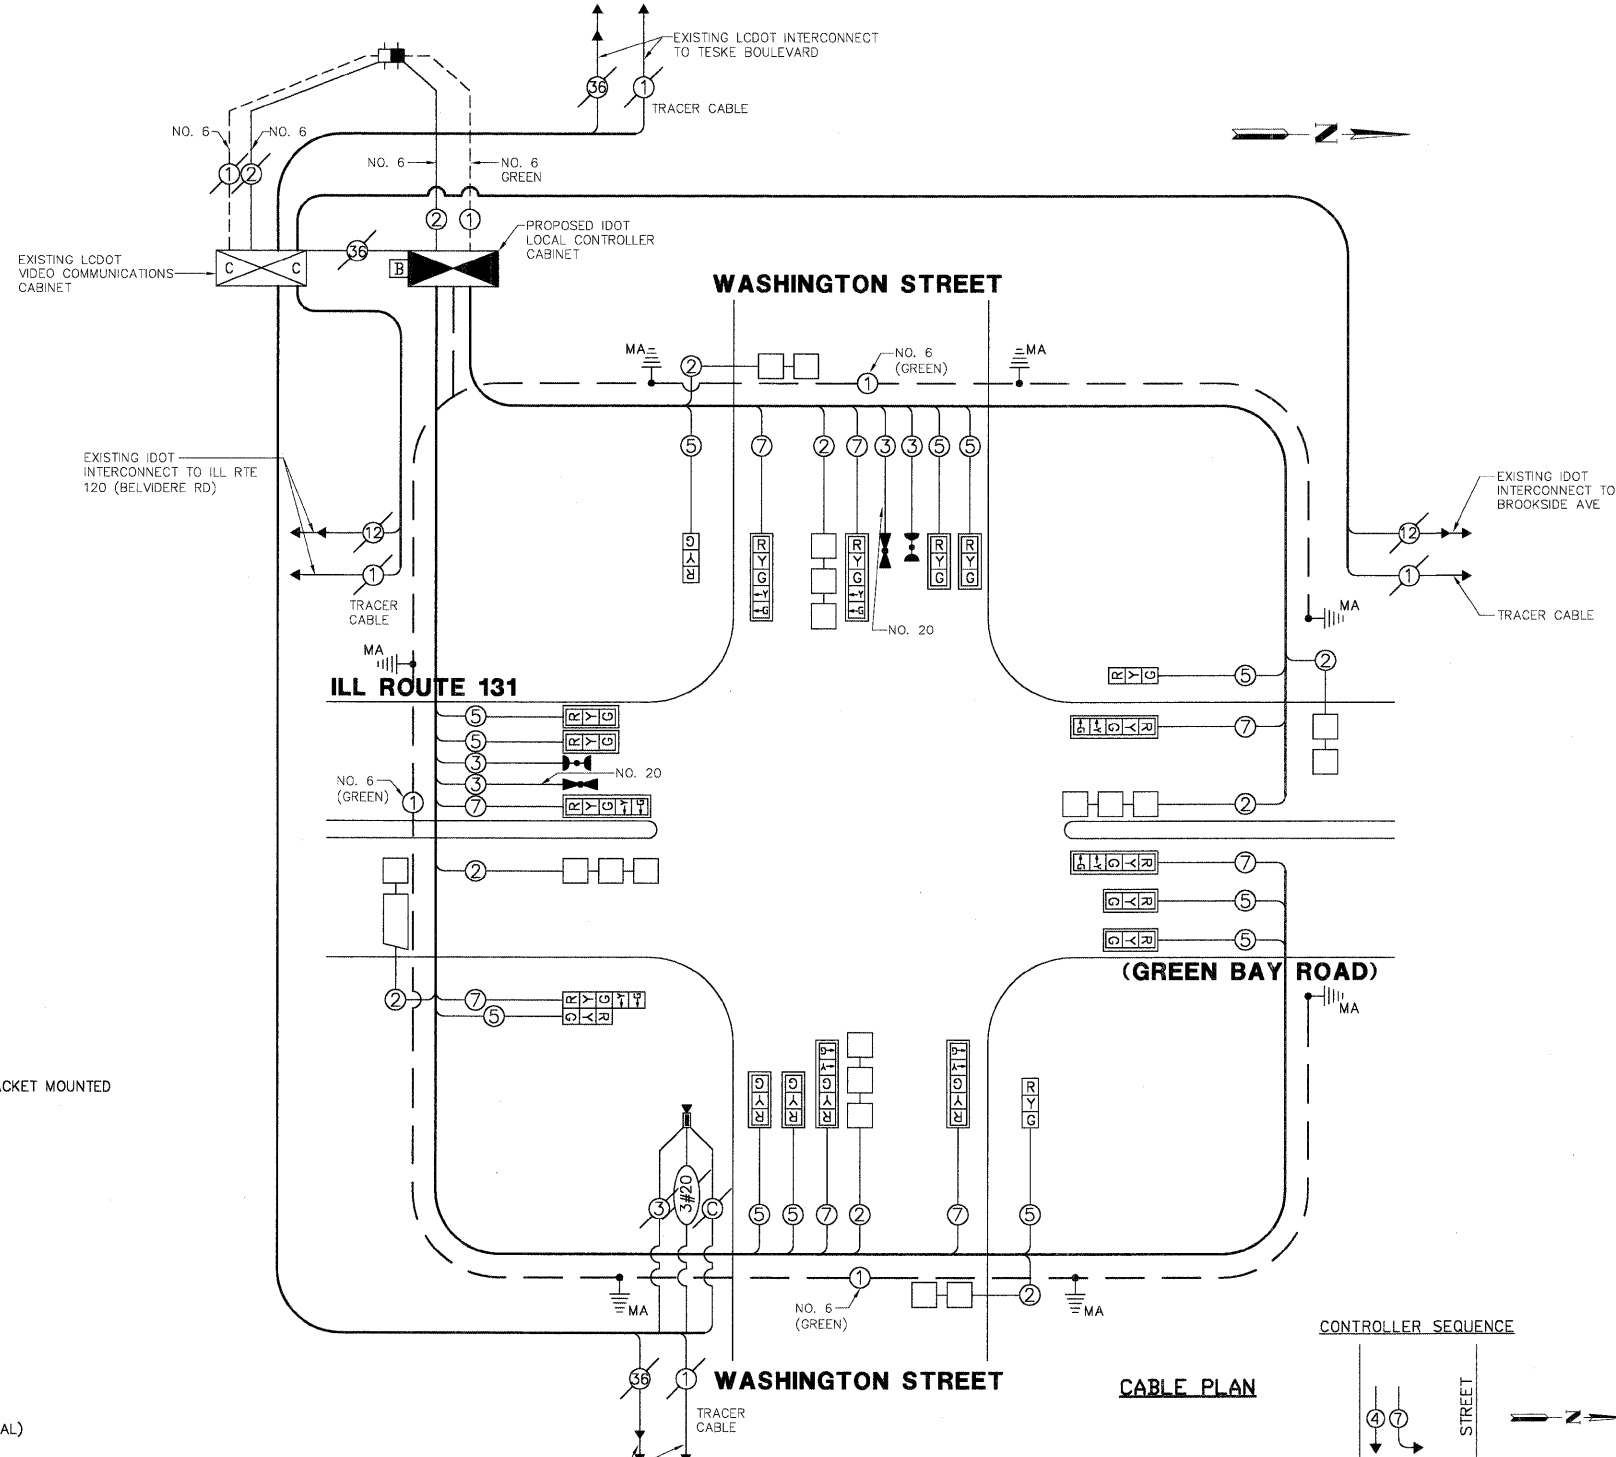 EXISTING LCDOT INTERCONNECT
TO TESKE BOULEVARD
36
1
TRACER CABLE
NO. 6
NO. 6
1
2
NO. 6
NO. 6
GREEN
N
2
1
EXISTING LCDOT
VIDEO COMMUNICATIONS
CABINET
C
C
36
B
PROPOSED IDOT
LOCAL CONTROLLER
CABINET
WASHINGTON STREET
MA
2
NO. 6
(GREEN)
1
MA
5
7
2
7
3
3
5
5
EXISTING IDOT
INTERCONNECT TO ILL RTE
120 (BELVIDERE RD)
12
1
TRACER
CABLE
EXISTING IDOT
INTERCONNECT TO
BROOKSIDE AVE
12
1
TRACER CABLE
G Y R
R Y G Y G
R Y G Y G
R Y G
R Y G
NO. 20
MA
MA
ILL ROUTE 131
R Y G
5
2
R Y G Y G
7
5
R Y G
5
R Y G
3
3
NO. 20
NO. 6
(GREEN)
1
7
R Y G Y G
2
2
R Y G Y G
7
R Y G
5
R Y G
5
2
(GREEN BAY ROAD)
MA
2
7
R Y G Y G
5
G Y R
ACKET MOUNTED
G Y R
G Y R
G Y G Y R
G Y G Y R
R
Y
G
3
3#20
C
5
5
7
2
7
5
1
2
MA
NO. 6
(GREEN)
MA
36
1
TRACER
CABLE
WASHINGTON STREET
CABLE PLAN
CONTROLLER SEQUENCE
4
7
STREET
N
AL)